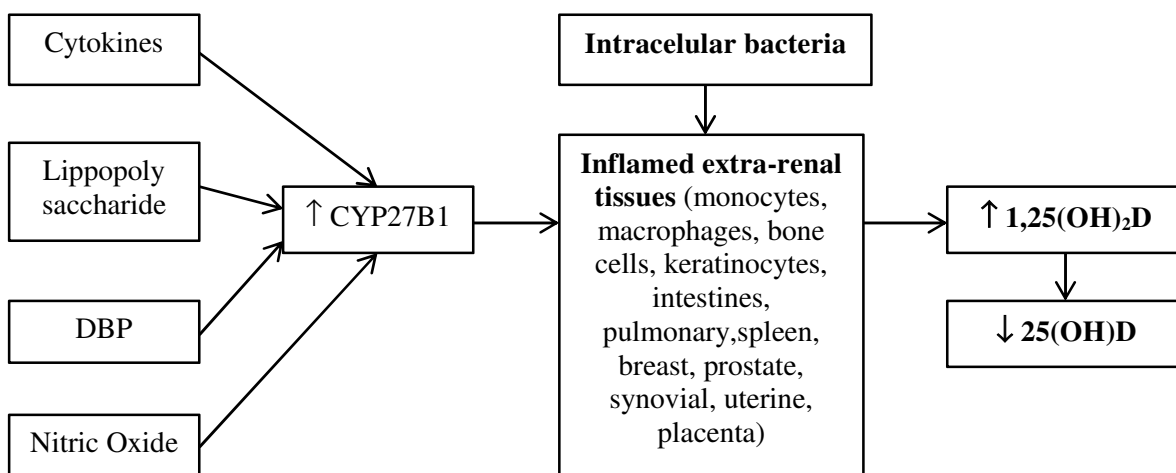 Cytokines
Lippopoly
saccharide
DBP
Nitric Oxide
↑ CYP27B1
Intracelular bacteria
Inflamed extra-renal
tissues (monocytes,
macrophages, bone
cells, keratinocytes,
intestines,
pulmonary,spleen,
breast, prostate,
synovial, uterine,
placenta)
↑ 1,25(OH)₂D
↓ 25(OH)D